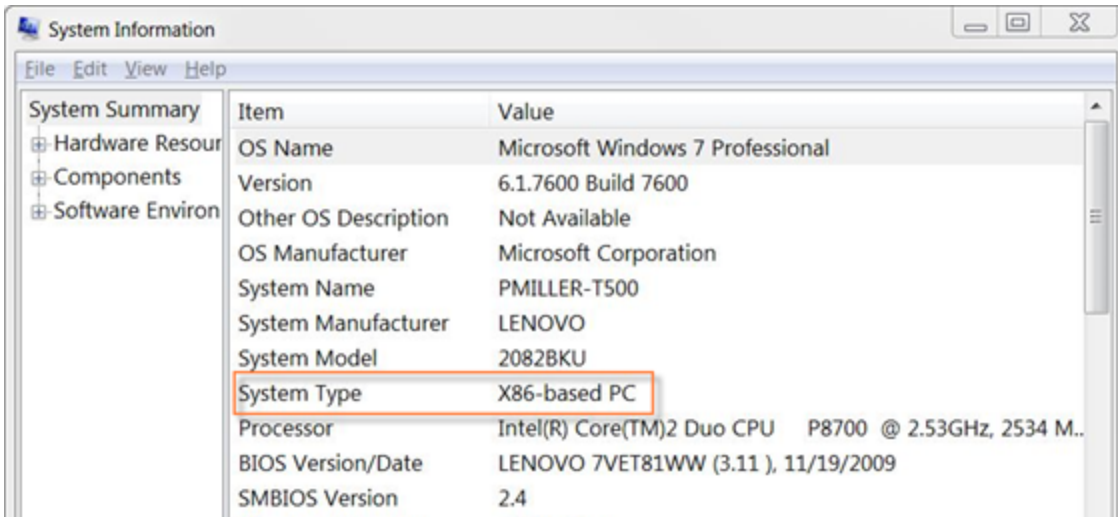 System Information
File Edit View Help
System Summary
Hardware Resour
Components
Software Environ
Item Value
OS Name Microsoft Windows 7 Professional
Version 6.1.7600 Build 7600
Other OS Description Not Available
OS Manufacturer Microsoft Corporation
System Name PMILLER-T500
System Manufacturer LENOVO
System Model 2082BKU
System Type X86-based PC
Processor Intel(R) Core(TM)2 Duo CPU P8700 @ 2.53GHz, 2534 M..
BIOS Version/Date LENOVO 7VET81WW (3.11 ), 11/19/2009
SMBIOS Version 2.4